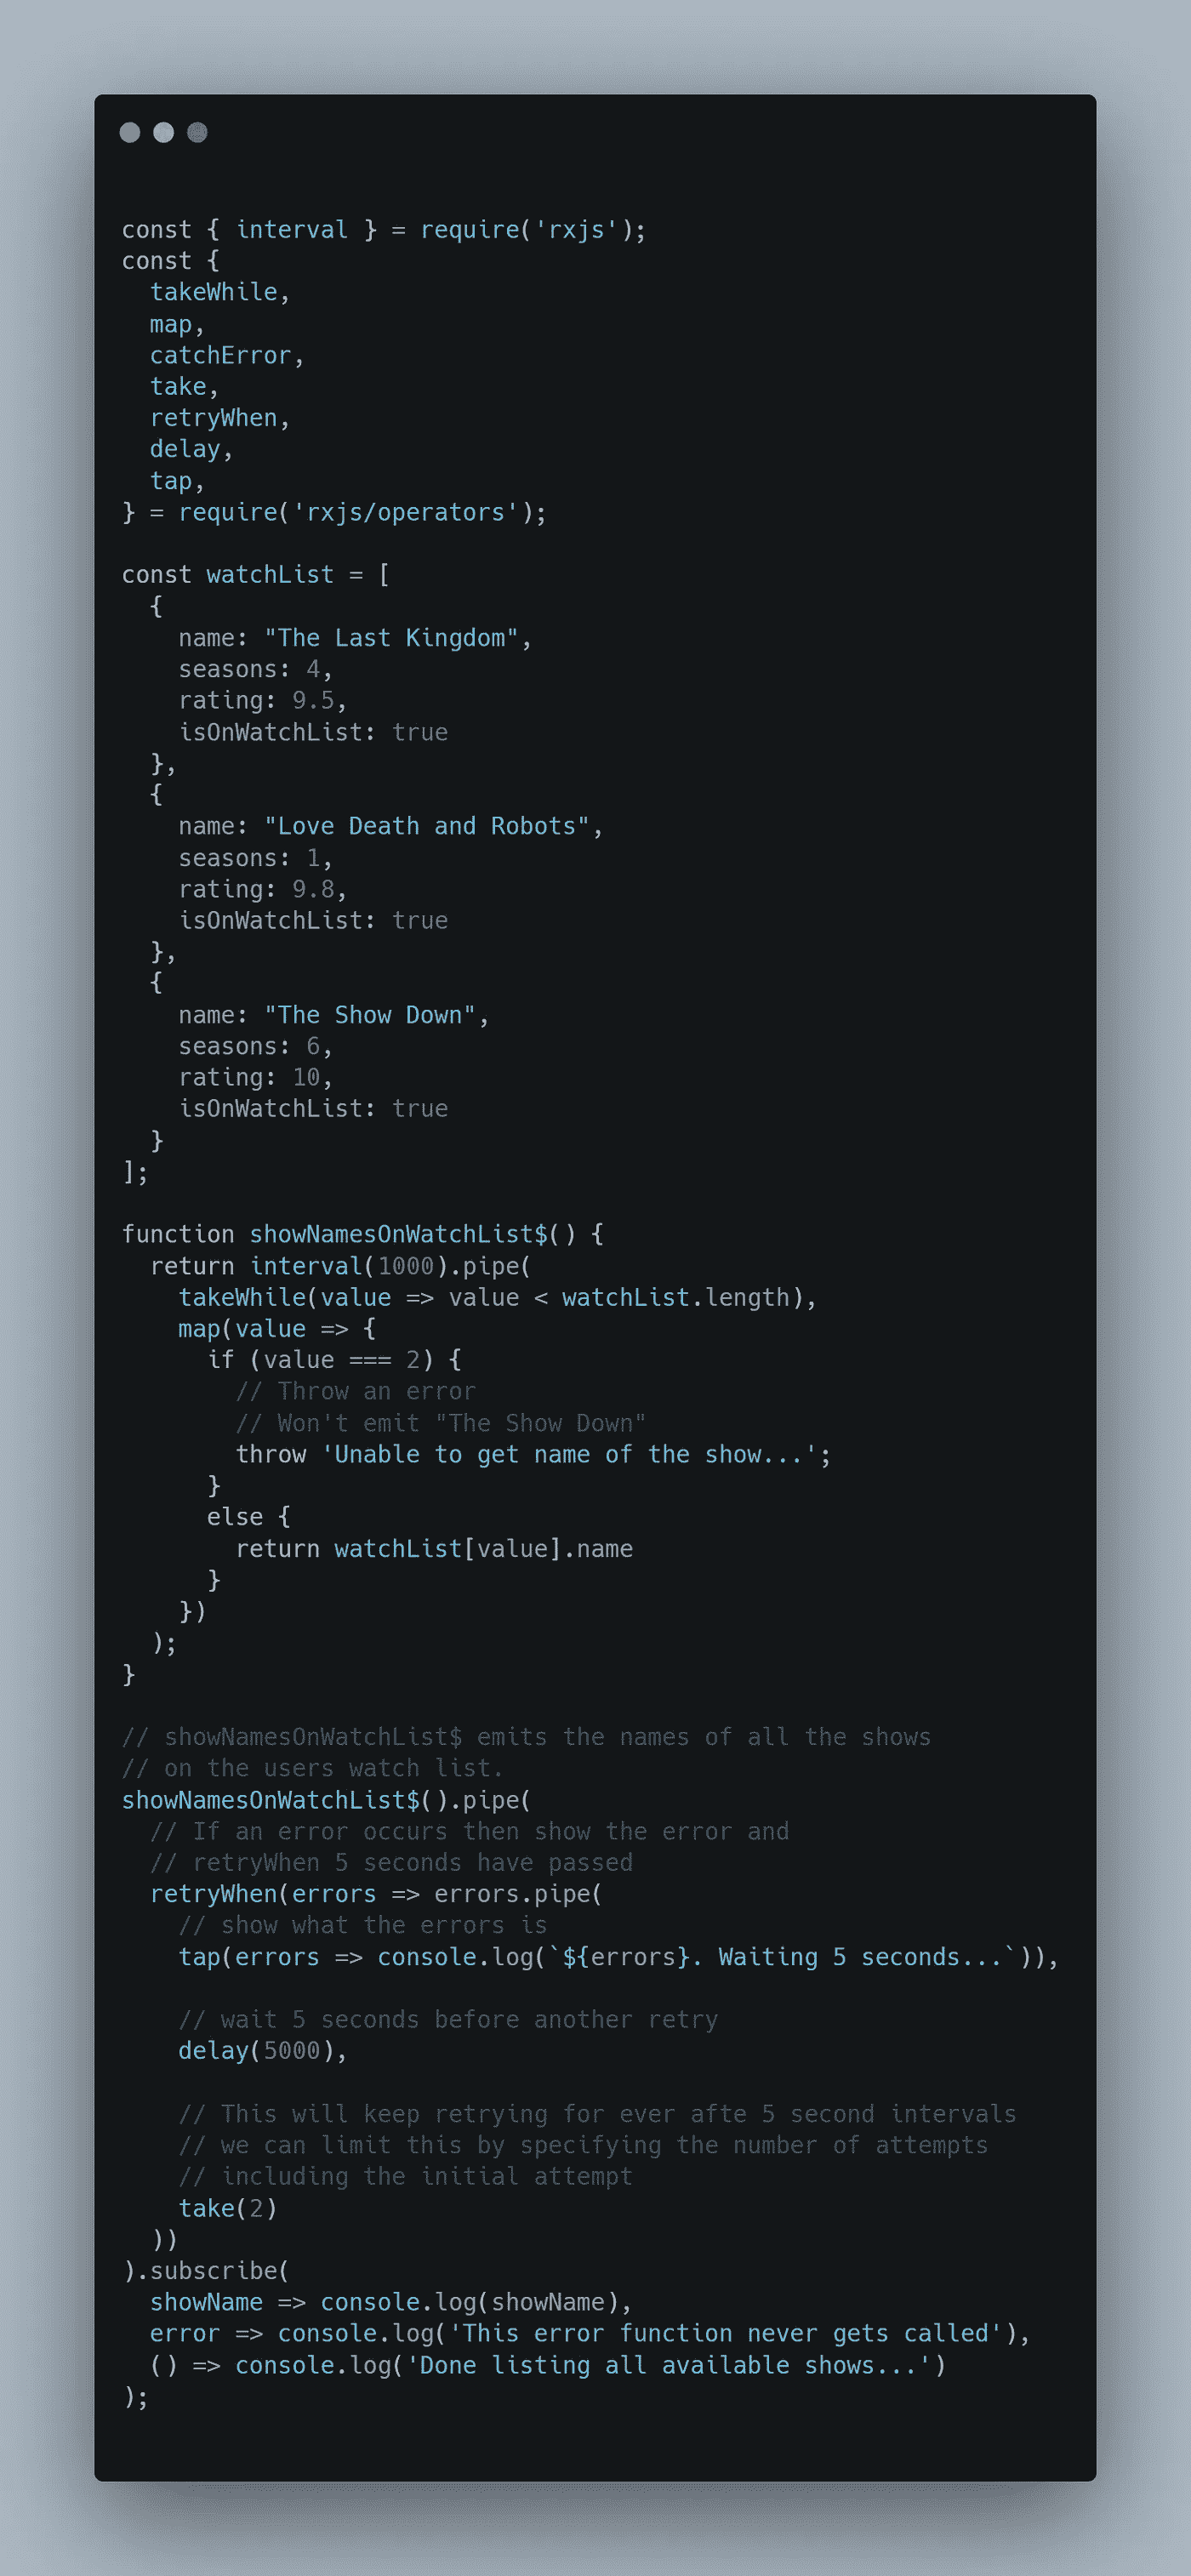 const { interval } = require('rxjs');
const {
  takeWhile,
  map,
  catchError,
  take,
  retryWhen,
  delay,
  tap,
} = require('rxjs/operators');

const watchList = [
  {
    name: "The Last Kingdom",
    seasons: 4,
    rating: 9.5,
    isOnWatchList: true
  },
  {
    name: "Love Death and Robots",
    seasons: 1,
    rating: 9.8,
    isOnWatchList: true
  },
  {
    name: "The Show Down",
    seasons: 6,
    rating: 10,
    isOnWatchList: true
  }
];

function showNamesOnWatchList$() {
  return interval(1000).pipe(
    takeWhile(value => value < watchList.length),
    map(value => {
      if (value === 2) {
        // Throw an error
        // Won't emit "The Show Down"
        throw 'Unable to get name of the show...';
      }
      else {
        return watchList[value].name
      }
    })
  );
}

// showNamesOnWatchList$ emits the names of all the shows
// on the users watch list.
showNamesOnWatchList$().pipe(
  // If an error occurs then show the error and
  // retryWhen 5 seconds have passed
  retryWhen(errors => errors.pipe(
    // show what the errors is
    tap(errors => console.log(`${errors}. Waiting 5 seconds...`)),

    // wait 5 seconds before another retry
    delay(5000),

    // This will keep retrying for ever afte 5 second intervals
    // we can limit this by specifying the number of attempts
    // including the initial attempt
    take(2)
  ))
).subscribe(
  showName => console.log(showName),
  error => console.log('This error function never gets called'),
  () => console.log('Done listing all available shows...')
);